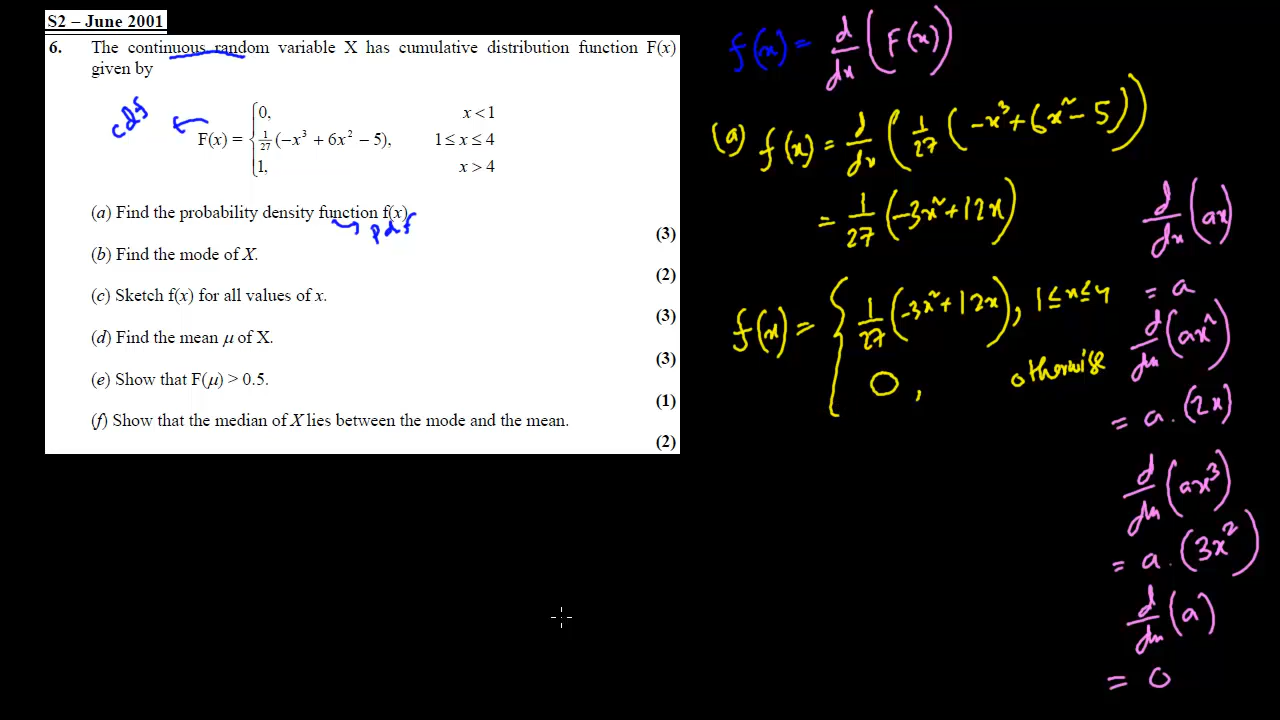 S2 – June 2001
6. The continuous random variable X has cumulative distribution function F(x)
given by
cdf
F(x) = { 0, x < 1
1/27 (−x³ + 6x² − 5), 1 ≤ x ≤ 4
1, x > 4
(a) Find the probability density function f(x)
pdf
(3)
(b) Find the mode of X.
(2)
(c) Sketch f(x) for all values of x.
(3)
(d) Find the mean μ of X.
(3)
(e) Show that F(μ) > 0.5.
(1)
(f) Show that the median of X lies between the mode and the mean.
(2)
f(x) = d/dx (F(x))
(a) f(x) = d/dx (1/27 (−x³ + 6x² − 5))
= 1/27 (−3x² + 12x)
f(x) = { 1/27 (−3x² + 12x), 1 ≤ x ≤ 4
0, otherwise
d/dx (ax)
= a
d/dx (ax²)
= a . (2x)
d/dx (ax³)
= a . (3x²)
d/dx (a)
= 0